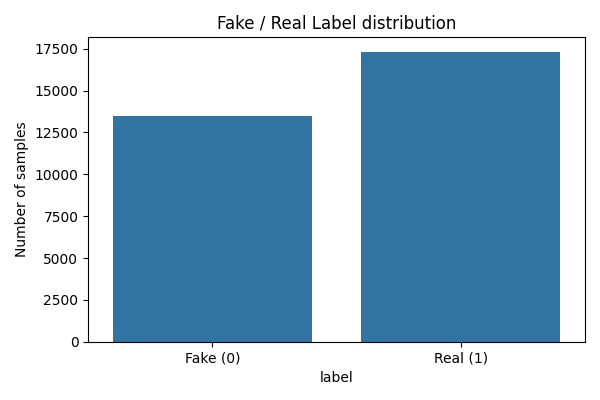 Fake / Real Label distribution
Number of samples
17500
15000
12500
10000
7500
5000
2500
0
Fake (0)
Real (1)
label